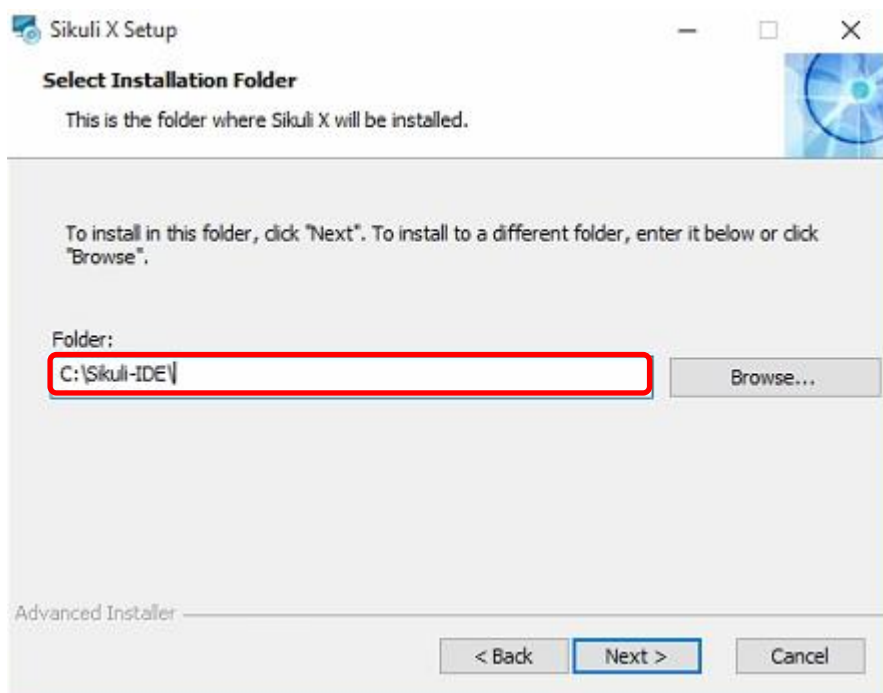 Sikuli X Setup
Select Installation Folder
This is the folder where Sikuli X will be installed.
To install in this folder, click "Next". To install to a different folder, enter it below or click
"Browse".
Folder:
C:\Sikuli-IDE\
Browse...
Advanced Installer
< Back
Next >
Cancel